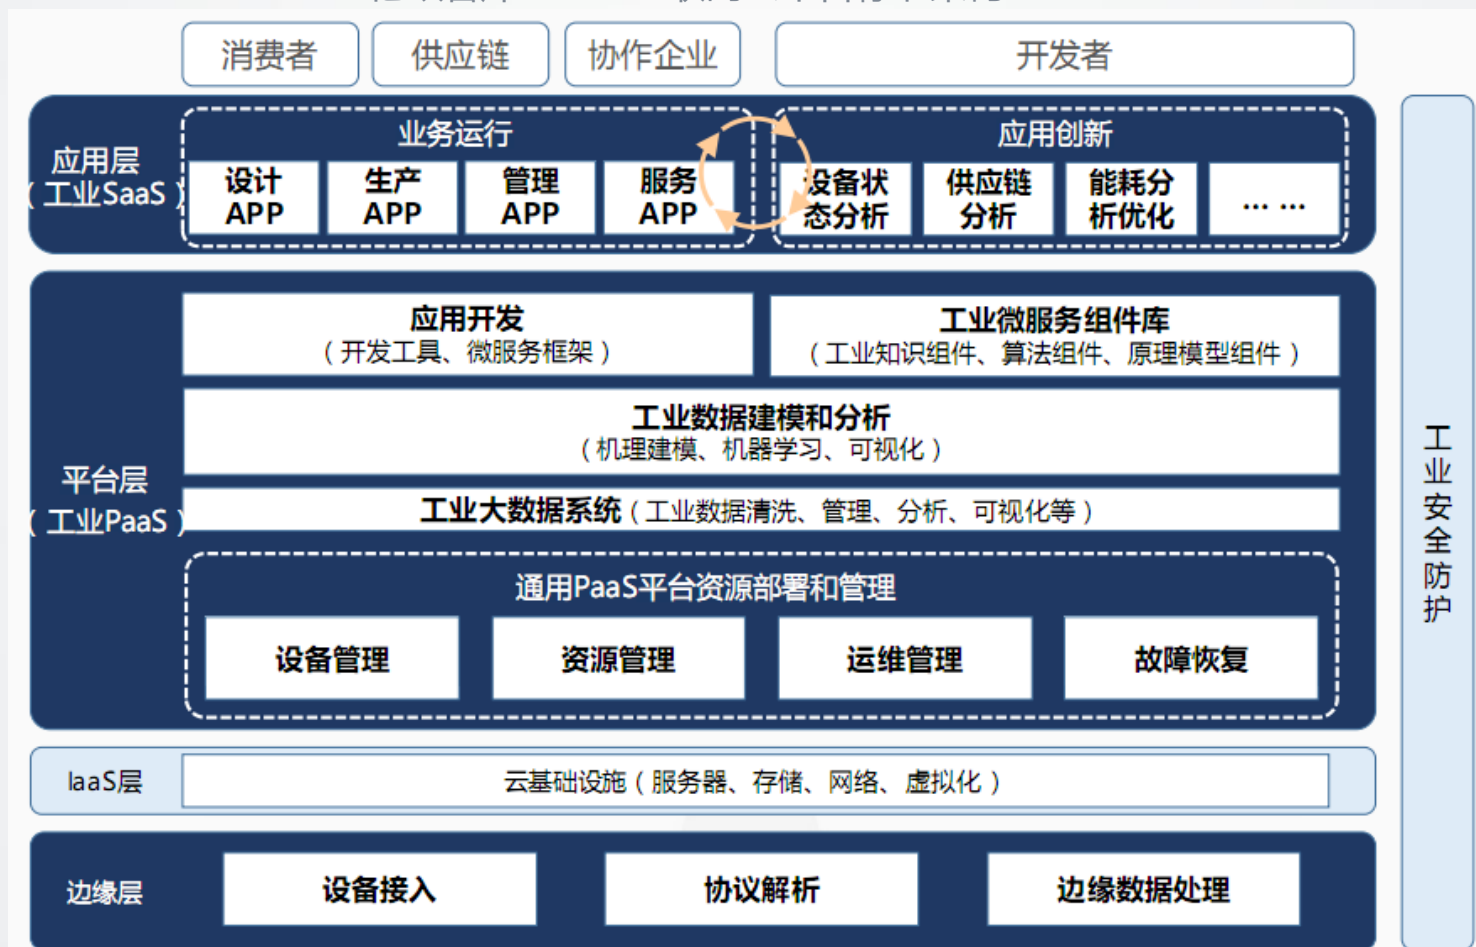 消费者
供应链
协作企业
开发者
应用层
（工业SaaS）
业务运行
设计
APP
生产
APP
管理
APP
服务
APP
应用创新
设备状
态分析
供应链
分析
能耗分
析优化
... ...
平台层
（工业PaaS）
应用开发
（开发工具、微服务框架）
工业微服务组件库
（工业知识组件、算法组件、原理模型组件）
工业数据建模和分析
（机理建模、机器学习、可视化）
工业大数据系统（工业数据清洗、管理、分析、可视化等）
通用PaaS平台资源部署和管理
设备管理
资源管理
运维管理
故障恢复
IaaS层
云基础设施（服务器、存储、网络、虚拟化）
边缘层
设备接入
协议解析
边缘数据处理
工
业
安
全
防
护